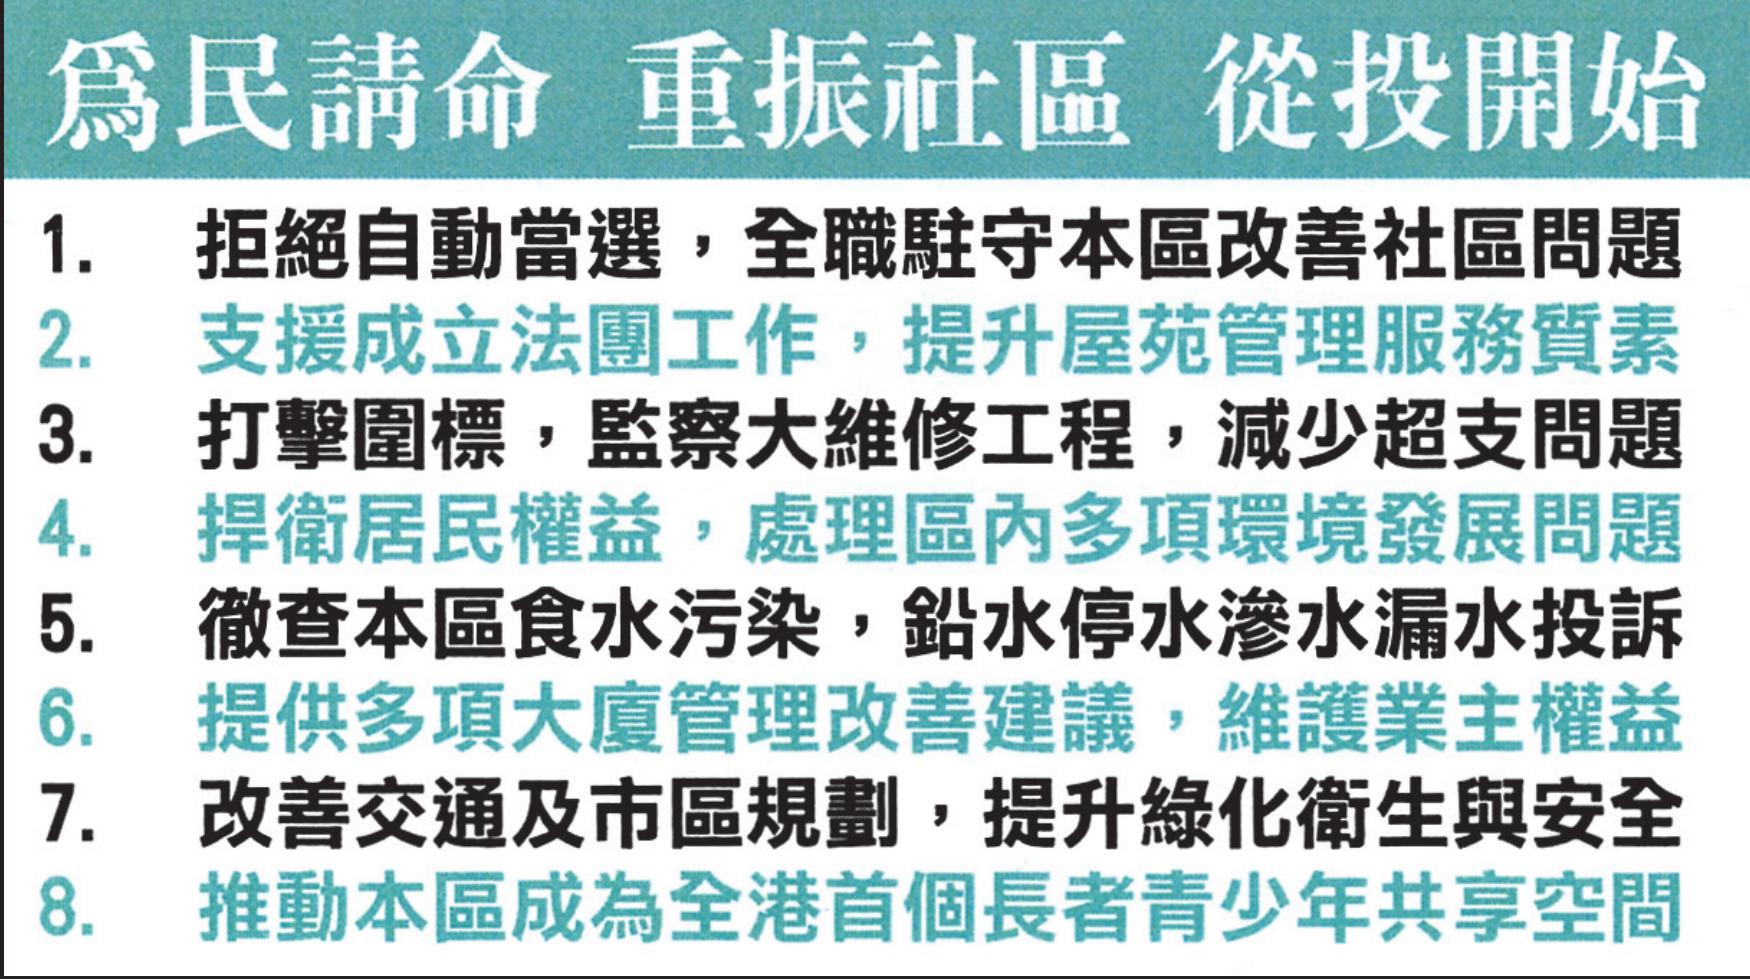 為民請命 重振社區 從投開始
1. 拒絕自動當選，全職駐守本區改善社區問題
2. 支援成立法團工作，提升屋苑管理服務質素
3. 打擊圍標，監察大維修工程，減少超支問題
4. 捍衛居民權益，處理區內多項環境發展問題
5. 徹查本區食水污染，鉛水停水滲水漏水投訴
6. 提供多項大廈管理改善建議，維護業主權益
7. 改善交通及市區規劃，提升綠化衛生與安全
8. 推動本區成為全港首個長者青少年共享空間